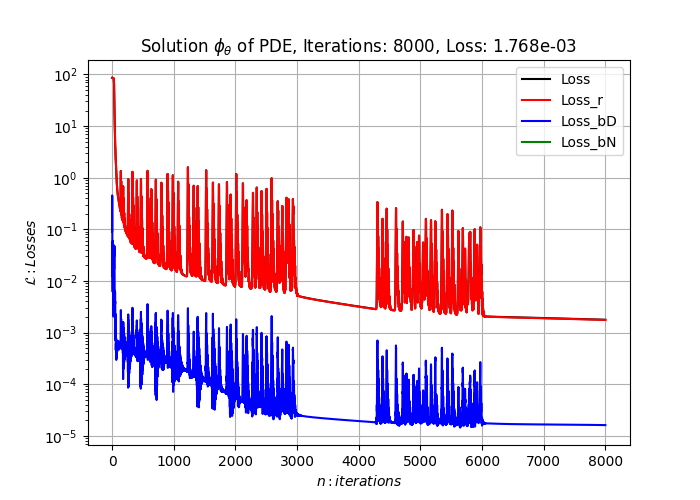 Solution ϕ_θ of PDE, Iterations: 8000, Loss: 1.768e-03
10²
10¹
10⁰
10⁻¹
10⁻²
10⁻³
10⁻⁴
10⁻⁵
ℒ : Losses
Loss
Loss_r
Loss_bD
Loss_bN
0 1000 2000 3000 4000 5000 6000 7000 8000
n : iterations